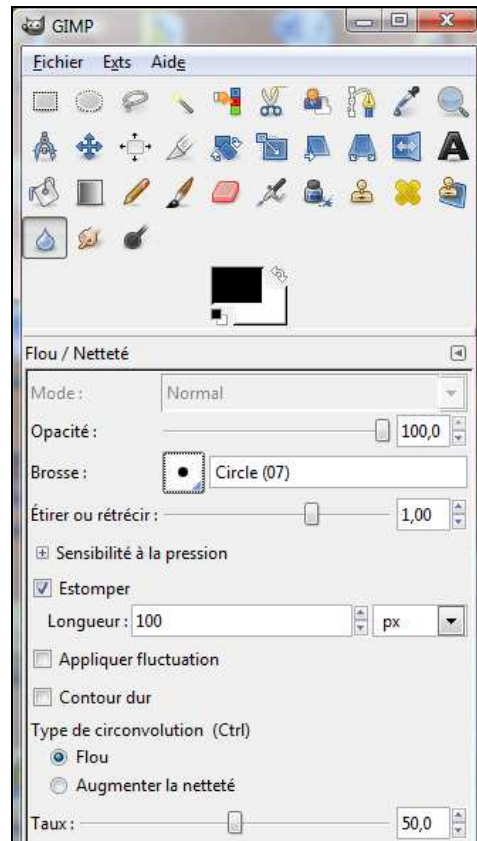 GIMP
Fichier Exts Aide
Flou / Netteté
Mode : Normal
Opacité : 100,0
Brosse : Circle (07)
Étirer ou rétrécir : 1,00
Sensibilité à la pression
Estomper
Longueur : 100 px
Appliquer fluctuation
Contour dur
Type de circonvolution (Ctrl)
Flou
Augmenter la netteté
Taux : 50,0